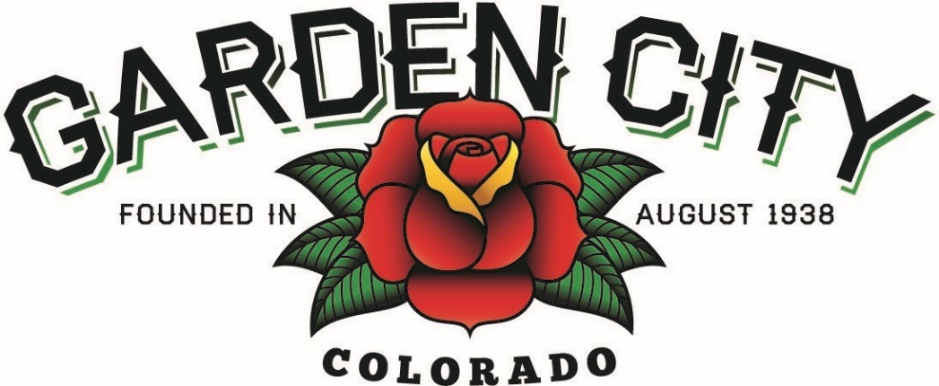 GARDEN CITY
FOUNDED IN AUGUST 1938
COLORADO